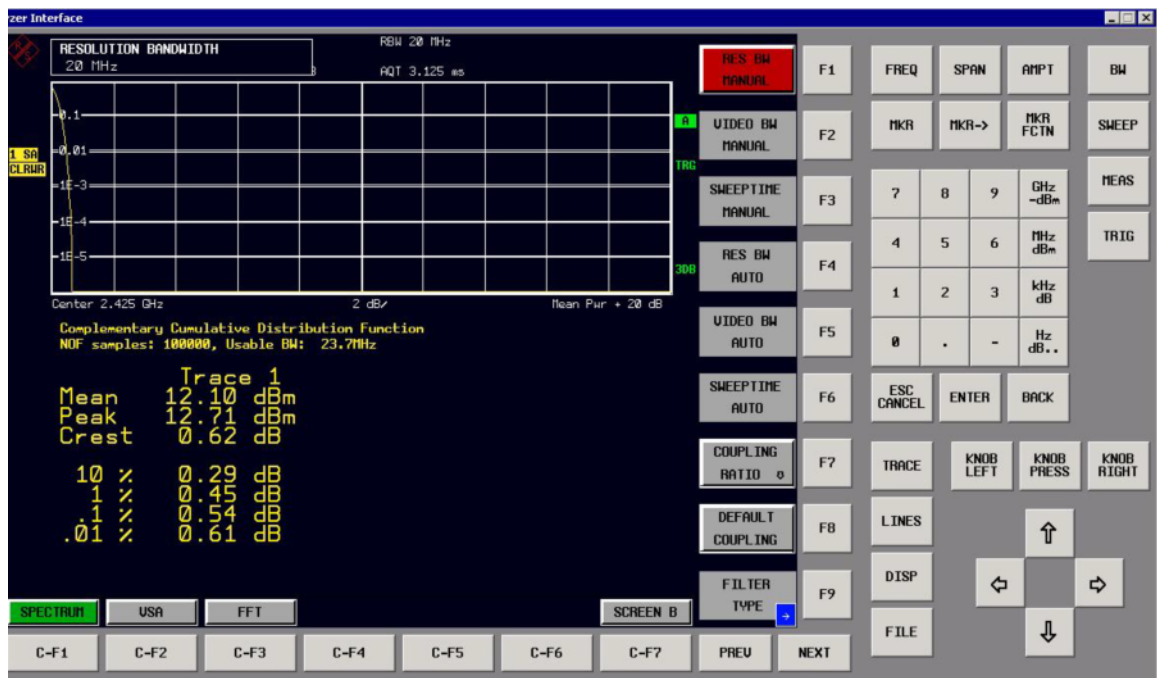 zer Interface
RESOLUTION BANDWIDTH
20 MHz
RBW 20 MHz
AQT 3.125 ms
0.1
0.01
1E-3
1E-4
1E-5
1 SA
CLRWR
A
TRG
3DB
Center 2.425 GHz 2 dB/ Mean Pwr + 20 dB
Complementary Cumulative Distribution Function
NOF samples: 100000, Usable BW: 23.7MHz
Trace 1
Mean 12.10 dBm
Peak 12.71 dBm
Crest 0.62 dB
10 % 0.29 dB
1 % 0.45 dB
.1 % 0.54 dB
.01 % 0.61 dB
SPECTRUM VSA FFT SCREEN B
RES BW
MANUAL
VIDEO BW
MANUAL
SWEEPTIME
MANUAL
RES BW
AUTO
VIDEO BW
AUTO
SWEEPTIME
AUTO
COUPLING
RATIO
DEFAULT
COUPLING
FILTER
TYPE
F1
F2
F3
F4
F5
F6
F7
F8
F9
C-F1 C-F2 C-F3 C-F4 C-F5 C-F6 C-F7 PREV NEXT
FREQ SPAN AMPT BW
MKR MKR-> MKR FCTN SWEEP
7 8 9 GHz -dBm MEAS
4 5 6 MHz dBm TRIG
1 2 3 kHz dB
0 . - Hz dB..
ESC CANCEL ENTER BACK
TRACE KNOB LEFT KNOB PRESS KNOB RIGHT
LINES
DISP
FILE